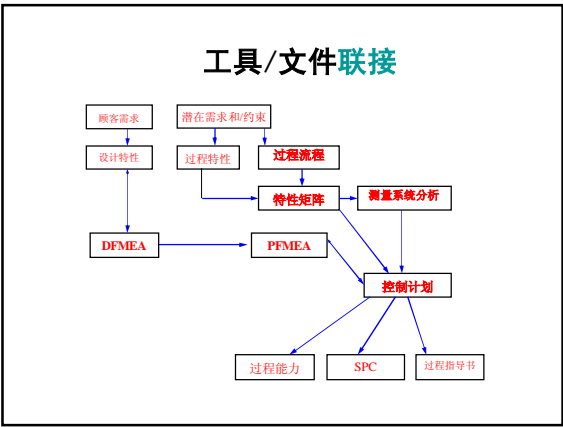 工具/文件联接
顾客需求
潜在需求和/约束
设计特性
过程特性
过程流程
特性矩阵
测量系统分析
DFMEA
PFMEA
控制计划
过程能力
SPC
过程指导书